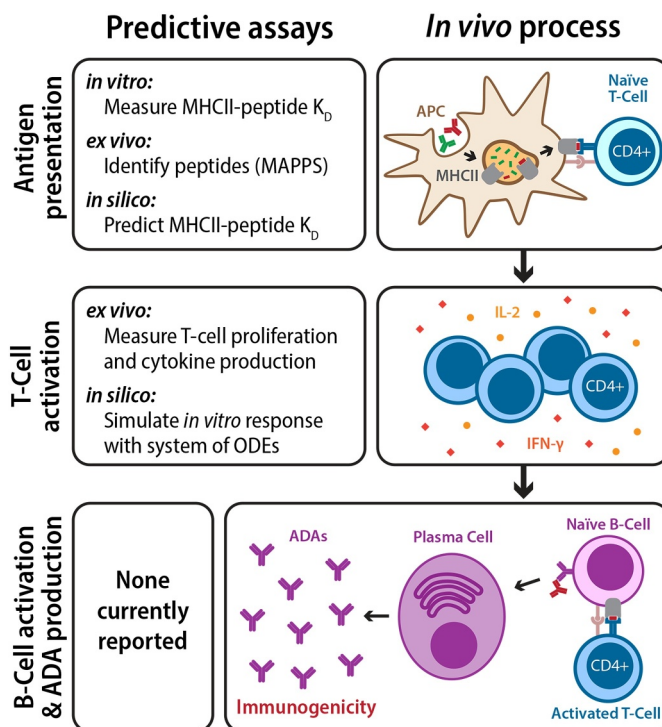 Predictive assays
In vivo process
Antigen
presentation
in vitro:
Measure MHCII-peptide KD
ex vivo:
Identify peptides (MAPPS)
in silico:
Predict MHCII-peptide KD
APC
MHCII
Naïve
T-Cell
CD4+
T-Cell
activation
ex vivo:
Measure T-cell proliferation
and cytokine production
in silico:
Simulate in vitro response
with system of ODEs
IL-2
CD4+
IFN-γ
B-Cell activation
& ADA production
None
currently
reported
ADAs
Plasma Cell
Naïve B-Cell
CD4+
Immunogenicity
Activated T-Cell